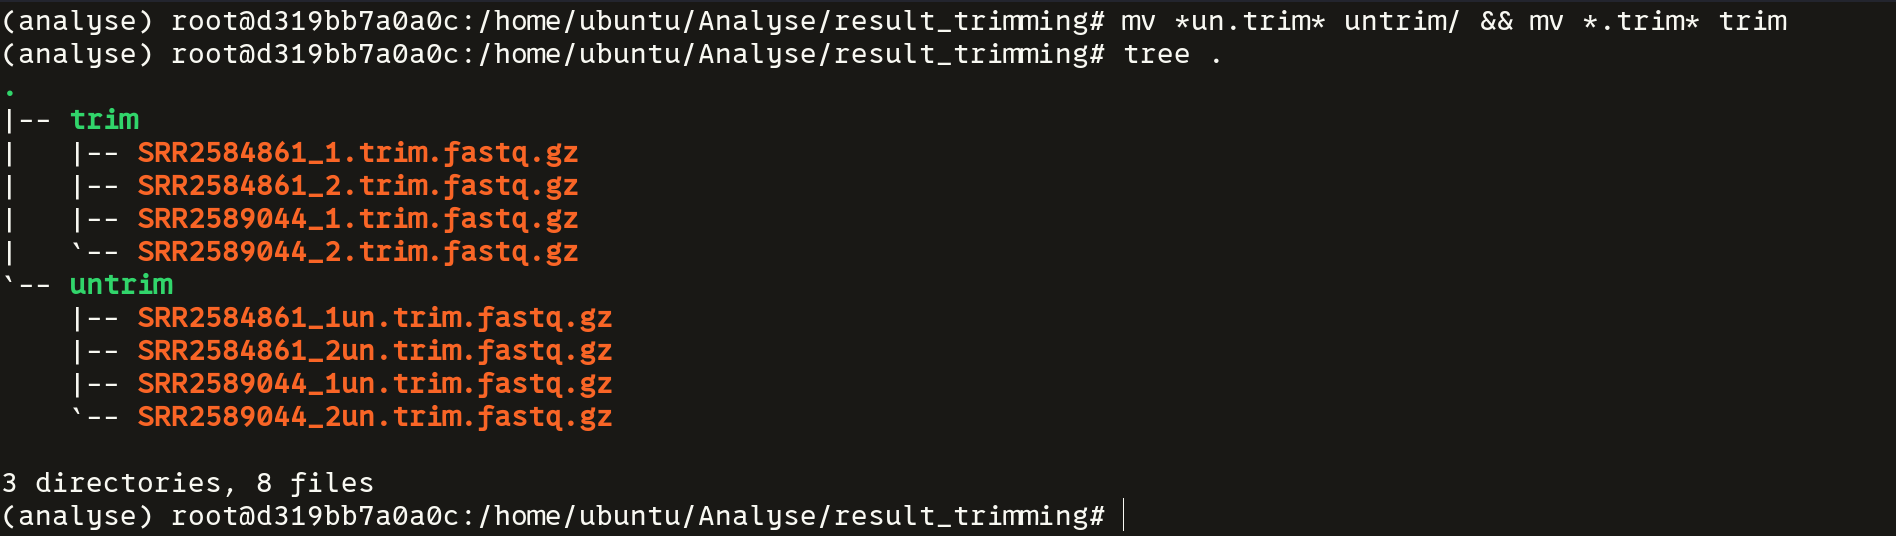 (analyse) root@d319bb7a0a0c:/home/ubuntu/Analyse/result_trimming# mv *un.trim* untrim/ && mv *.trim* trim
(analyse) root@d319bb7a0a0c:/home/ubuntu/Analyse/result_trimming# tree .
.
|-- trim
|   |-- SRR2584861_1.trim.fastq.gz
|   |-- SRR2584861_2.trim.fastq.gz
|   |-- SRR2589044_1.trim.fastq.gz
|   `-- SRR2589044_2.trim.fastq.gz
`-- untrim
    |-- SRR2584861_1un.trim.fastq.gz
    |-- SRR2584861_2un.trim.fastq.gz
    |-- SRR2589044_1un.trim.fastq.gz
    `-- SRR2589044_2un.trim.fastq.gz

3 directories, 8 files
(analyse) root@d319bb7a0a0c:/home/ubuntu/Analyse/result_trimming#